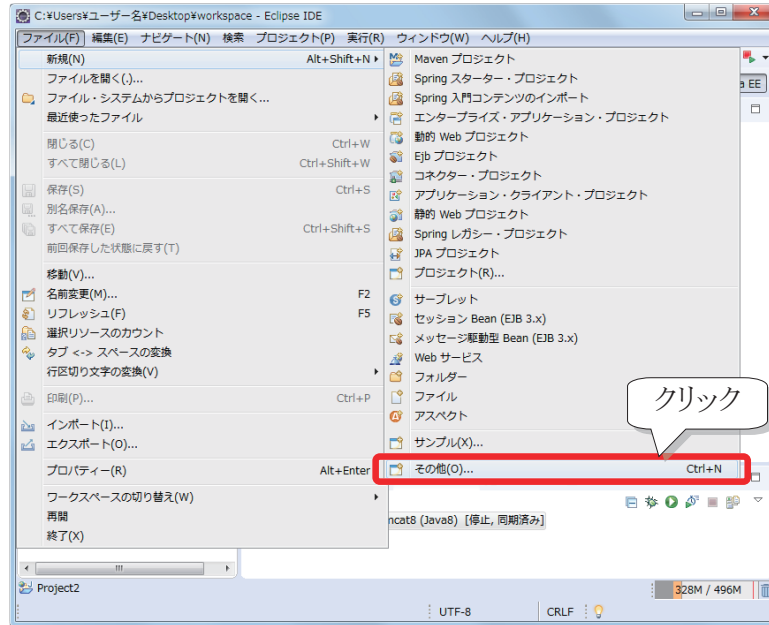 C:¥Users¥ユーザー名¥Desktop¥workspace - Eclipse IDE
ファイル(F) 編集(E) ナビゲート(N) 検索 プロジェクト(P) 実行(R) ウィンドウ(W) ヘルプ(H)
新規(N) Alt+Shift+N
ファイルを開く(.)...
ファイル・システムからプロジェクトを開く...
最近使ったファイル
閉じる(C) Ctrl+W
すべて閉じる(L) Ctrl+Shift+W
保存(S) Ctrl+S
別名保存(A)...
すべて保存(E) Ctrl+Shift+S
前回保存した状態に戻す(T)
移動(V)...
名前変更(M)... F2
リフレッシュ(F) F5
選択リソースのカウント
タブ <-> スペースの変換
行区切り文字の変換(V)
印刷(P)... Ctrl+P
インポート(I)...
エクスポート(O)...
プロパティー(R) Alt+Enter
ワークスペースの切り替え(W)
再開
終了(X)
Maven プロジェクト
Spring スターター・プロジェクト
Spring 入門コンテンツのインポート
エンタープライズ・アプリケーション・プロジェクト
動的 Web プロジェクト
Ejb プロジェクト
コネクター・プロジェクト
アプリケーション・クライアント・プロジェクト
静的 Web プロジェクト
Spring レガシー・プロジェクト
JPA プロジェクト
プロジェクト(R)...
サーブレット
セッション Bean (EJB 3.x)
メッセージ駆動型 Bean (EJB 3.x)
Web サービス
フォルダー
ファイル
アスペクト
サンプル(X)...
その他(O)... Ctrl+N
クリック
a EE
ncat8 (Java8) [停止, 同期済み]
Project2
328M / 496M
UTF-8 CRLF